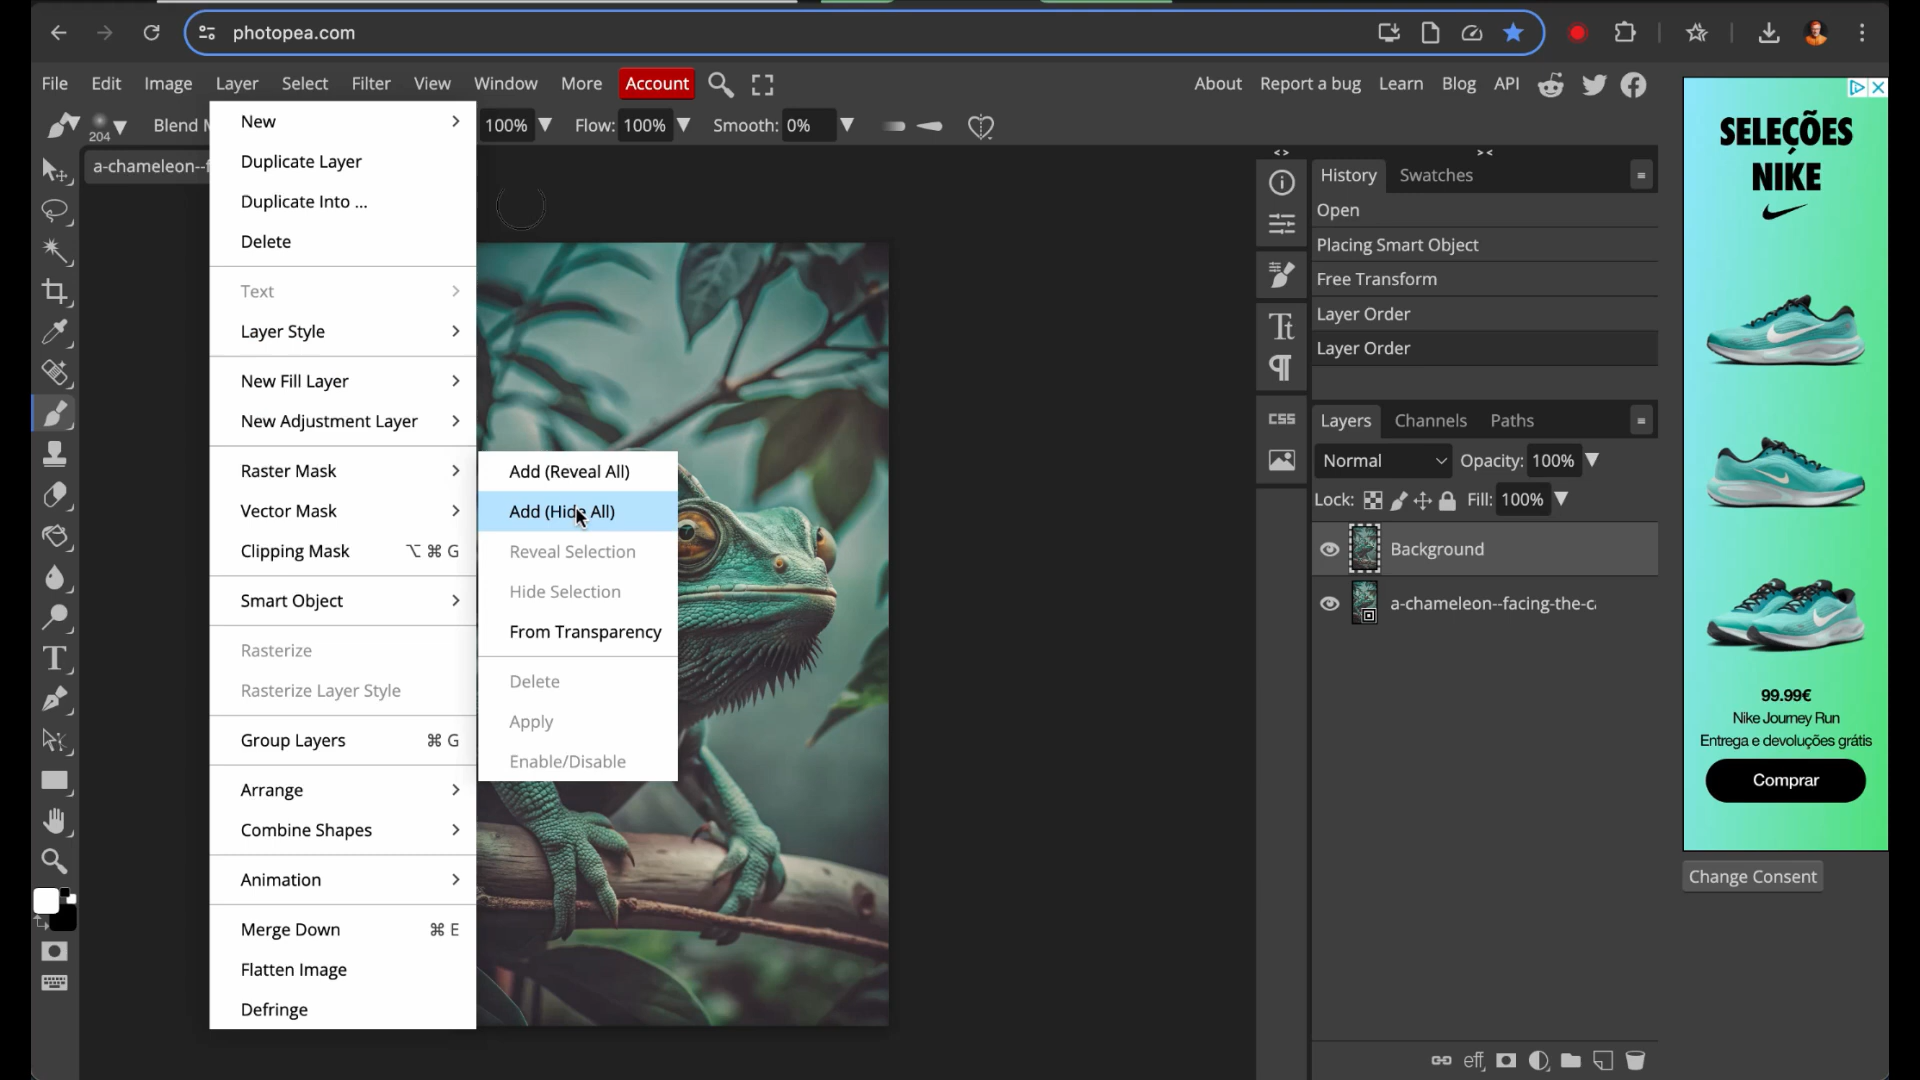 photopea.com
File Edit Image Layer Select Filter View Window More Account About Report a bug Learn Blog API
204 Blend M 100% Flow: 100% Smooth: 0%
a-chameleon--f
New
Duplicate Layer
Duplicate Into ...
Delete
Text
Layer Style
New Fill Layer
New Adjustment Layer
Raster Mask
Vector Mask
Clipping Mask ⌥ ⌘ G
Smart Object
Rasterize
Rasterize Layer Style
Group Layers ⌘ G
Arrange
Combine Shapes
Animation
Merge Down ⌘ E
Flatten Image
Defringe
Add (Reveal All)
Add (Hide All)
Reveal Selection
Hide Selection
From Transparency
Delete
Apply
Enable/Disable
< > > <
History Swatches
Open
Placing Smart Object
Free Transform
Layer Order
Layer Order
CSS
Layers Channels Paths
Normal Opacity: 100%
Lock: Fill: 100%
Background
a-chameleon--facing-the-ca
eff
SELEÇÕES
NIKE
99.99€
Nike Journey Run
Entrega e devoluções grátis
Comprar
Change Consent